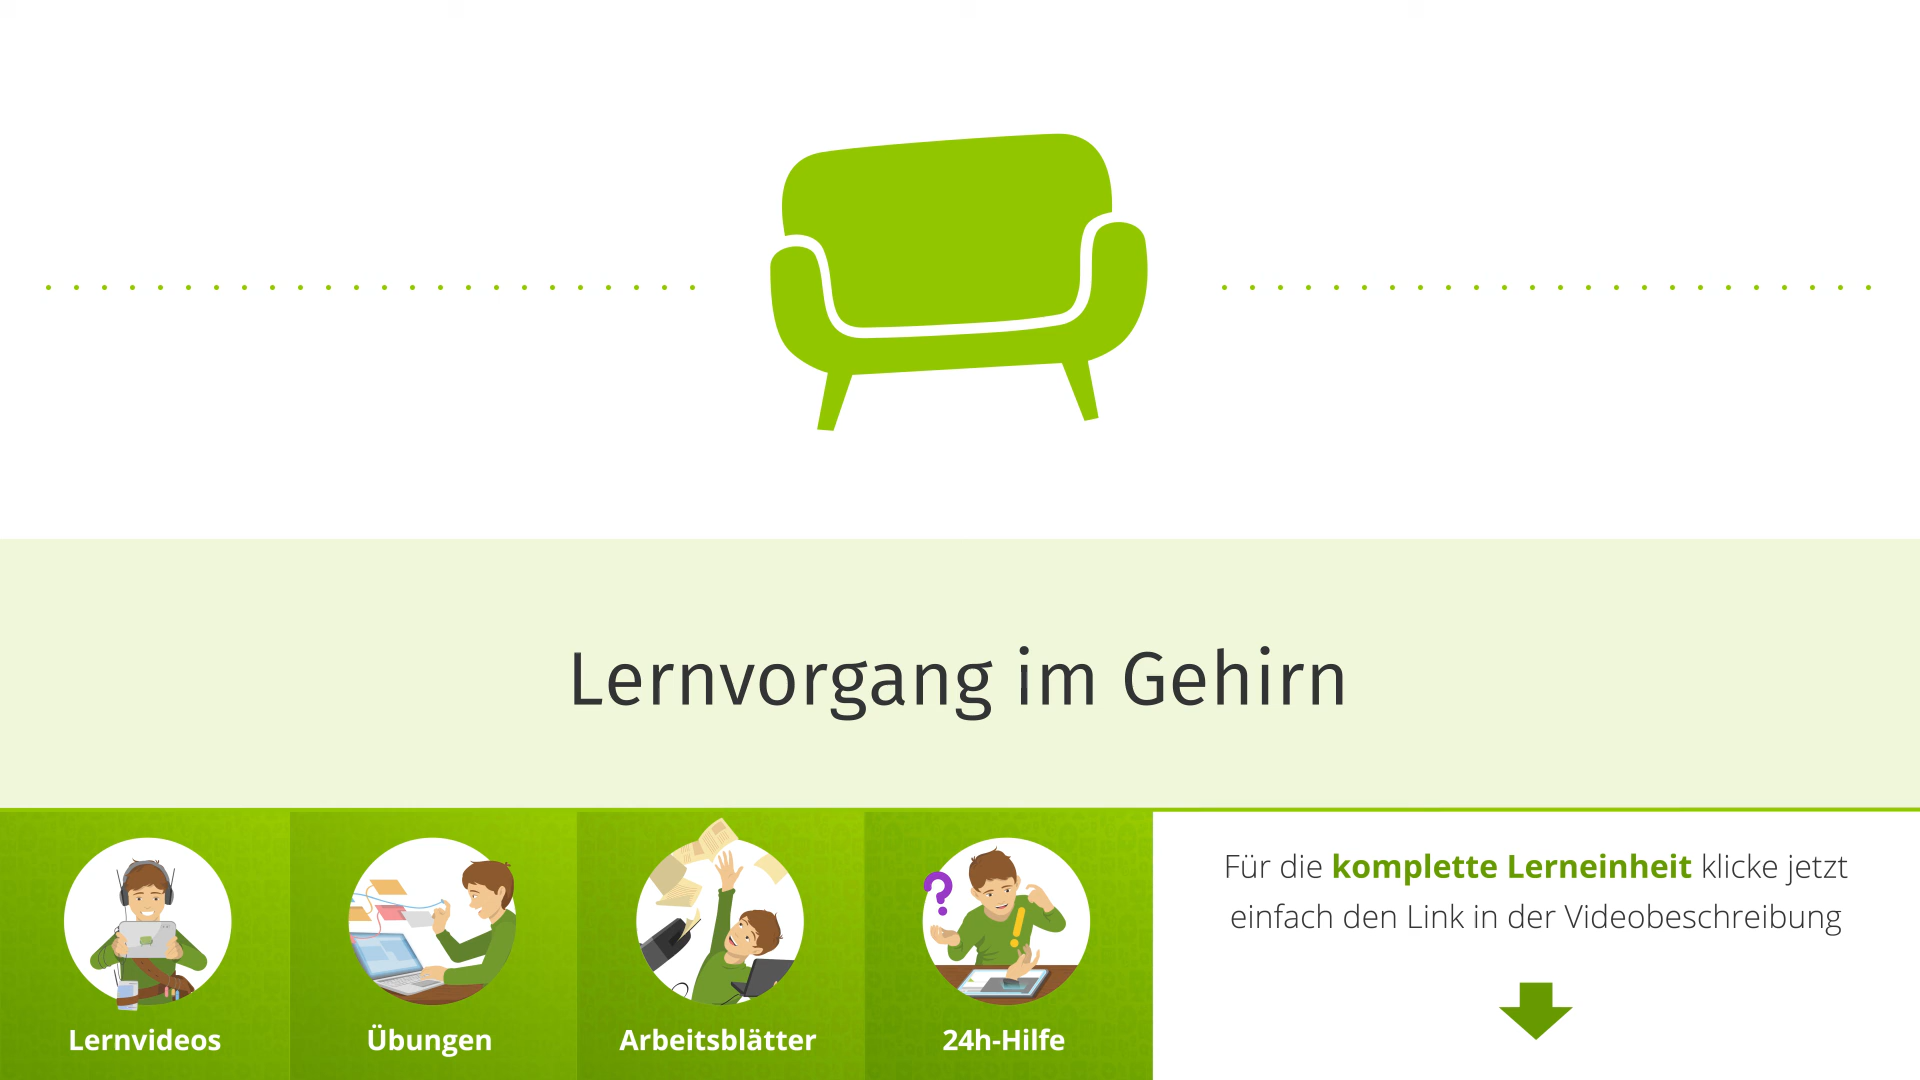 Lernvorgang im Gehirn
Für die komplette Lerneinheit klicke jetzt
einfach den Link in der Videobeschreibung
Lernvideos
Übungen
Arbeitsblätter
24h-Hilfe